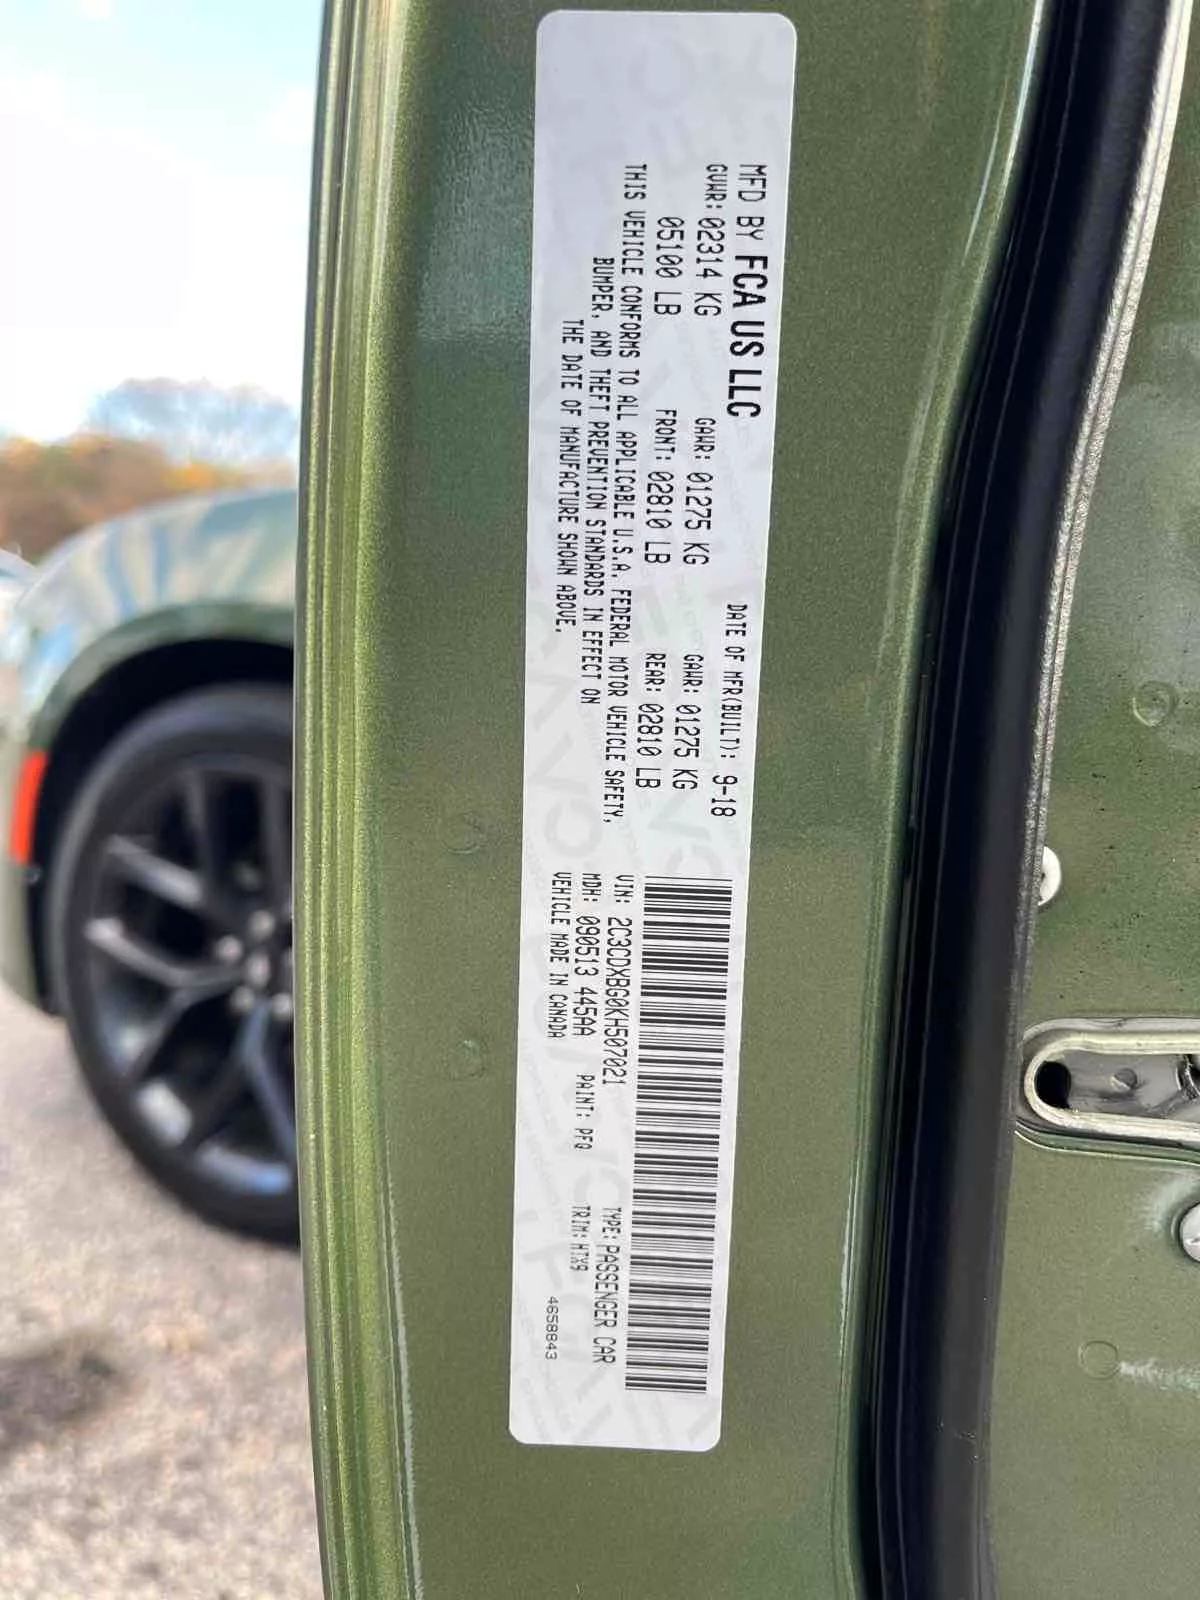 MFD BY FCA US LLC
DATE OF MFR(BUILT): 9-18
GVWR: 02314 KG GAWR: 01275 KG GAWR: 01275 KG
05100 LB FRONT: 02810 LB REAR: 02810 LB
THIS VEHICLE CONFORMS TO ALL APPLICABLE U.S.A. FEDERAL MOTOR VEHICLE SAFETY,
BUMPER, AND THEFT PREVENTION STANDARDS IN EFFECT ON
THE DATE OF MANUFACTURE SHOWN ABOVE.
VIN: 2C3CDXBG0KH507021 TYPE: PASSENGER CAR
MDH: 090513 445AA PAINT: PFQ TRIM: HTX9
VEHICLE MADE IN CANADA 4658843